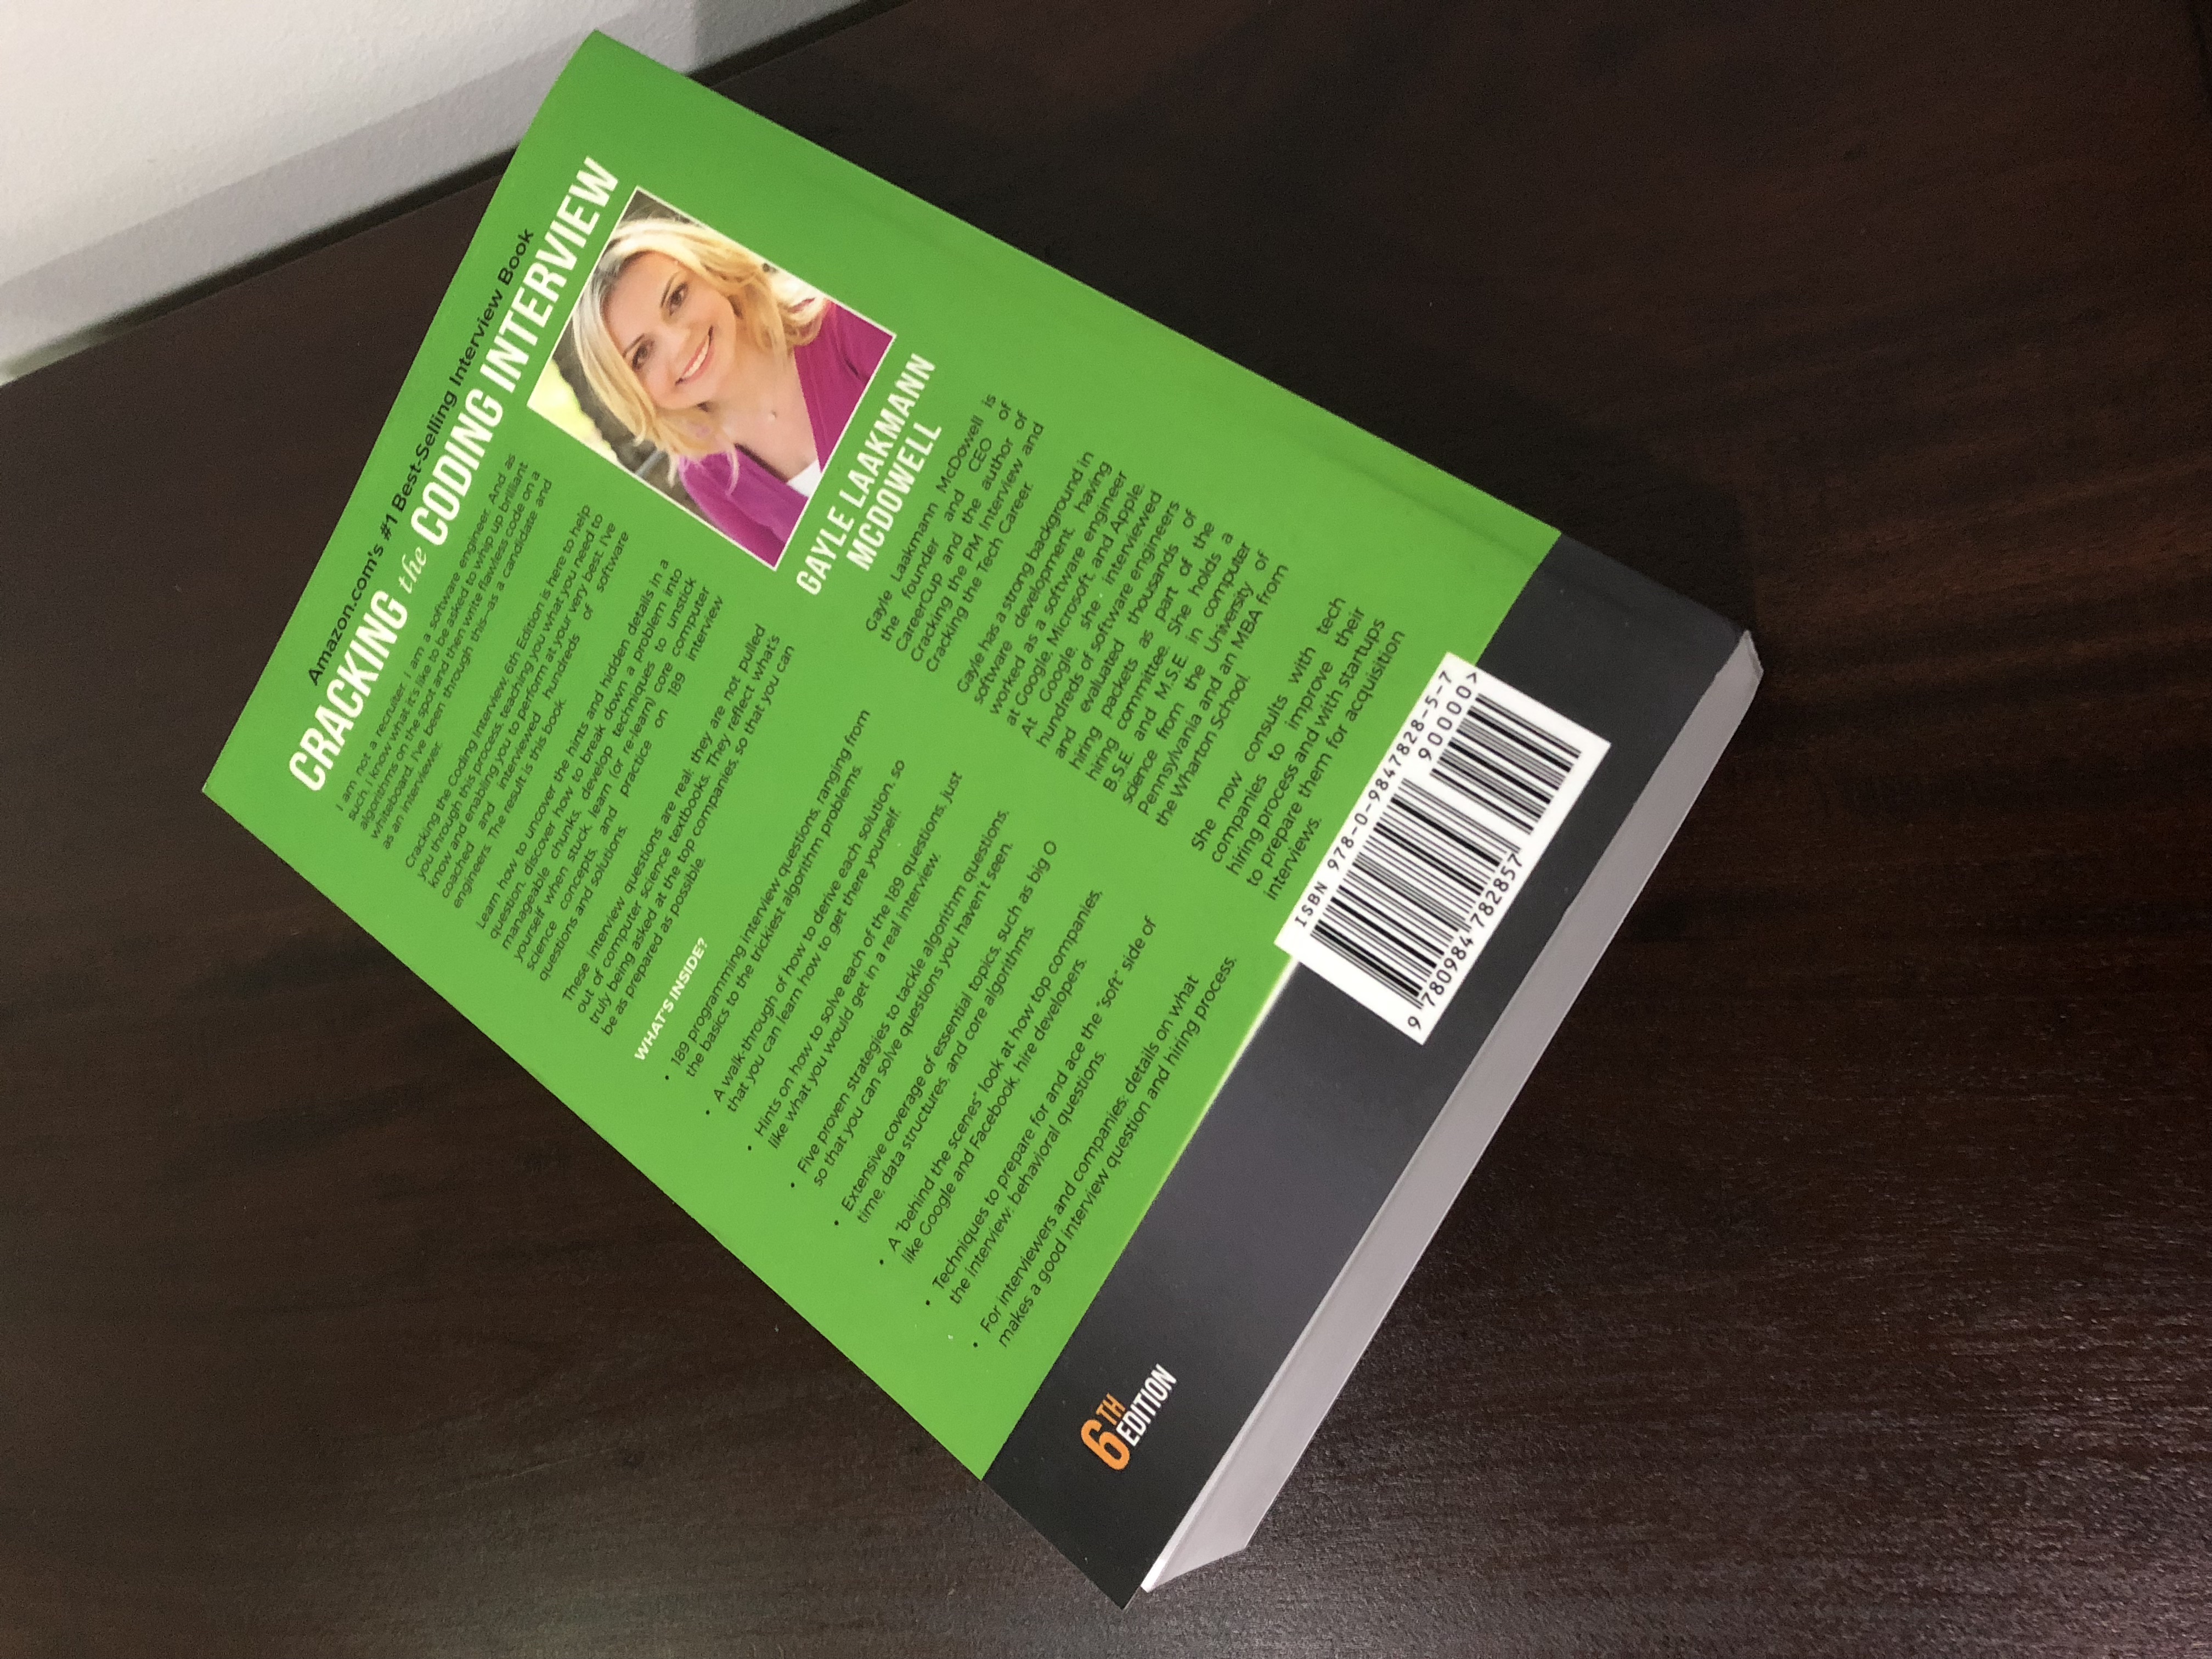 Amazon.com's #1 Best-Selling Interview Book
CRACKING the CODING INTERVIEW
I am not a recruiter. I am a software engineer. And as
such, I know what it's like to be asked to whip up brilliant
algorithms on the spot and then write flawless code on a
whiteboard. I've been through this—as a candidate and
as an interviewer.
Cracking the Coding Interview, 6th Edition is here to help
you through this process, teaching you what you need to
know and enabling you to perform at your very best. I've
coached and interviewed hundreds of software
engineers. The result is this book.
Learn how to uncover the hints and hidden details in a
question, discover how to break down a problem into
manageable chunks, develop techniques to unstick
yourself when stuck, learn (or re-learn) core computer
science concepts, and practice on 189 interview
questions and solutions.
These interview questions are real; they are not pulled
out of computer science textbooks. They reflect what's
truly being asked at the top companies, so that you can
be as prepared as possible.
WHAT'S INSIDE?
• 189 programming interview questions, ranging from
the basics to the trickiest algorithm problems.
• A walk-through of how to derive each solution, so
that you can learn how to get there yourself.
• Hints on how to solve each of the 189 questions, just
like what you would get in a real interview.
• Five proven strategies to tackle algorithm questions,
so that you can solve questions you haven't seen.
• Extensive coverage of essential topics, such as big O
time, data structures, and core algorithms.
• A "behind the scenes" look at how top companies,
like Google and Facebook, hire developers.
• Techniques to prepare for and ace the "soft" side of
the interview: behavioral questions.
• For interviewers and companies: details on what
makes a good interview question and hiring process.
GAYLE LAAKMANN
MCDOWELL
Gayle Laakmann McDowell is
the founder and CEO of
CareerCup and the author of
Cracking the PM Interview and
Cracking the Tech Career.
Gayle has a strong background in
software development, having
worked as a software engineer
at Google, Microsoft, and Apple.
At Google, she interviewed
hundreds of software engineers
and evaluated thousands of
hiring packets as part of the
hiring committee. She holds a
B.S.E. and M.S.E. in computer
science from the University of
Pennsylvania and an MBA from
the Wharton School.
She now consults with tech
companies to improve their
hiring process and with startups
to prepare them for acquisition
interviews.
6TH
EDITION
ISBN 978-0-9847828-5-7
90000>
9 780984 782857